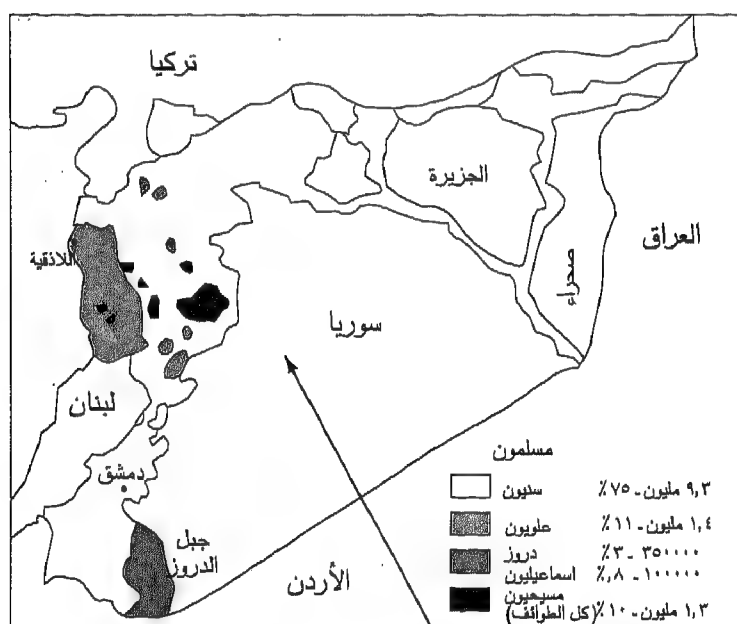 تركيا
الجزيرة
العراق
اللاذقية
صحراء
سوريا
لبنان
دمشق
جبل
الدروز
الأردن
مسلمون
سنيون ٩,٣ مليون - ٧٥ ٪
علويون ١,٤ مليون - ١١ ٪
دروز ٣٥٠٠٠٠ - ٣ ٪
اسماعيليون ١٠٠٠٠٠ - ٨, ٪
مسيحيون
(كل الطوائف) ١,٣ مليون - ١٠ ٪